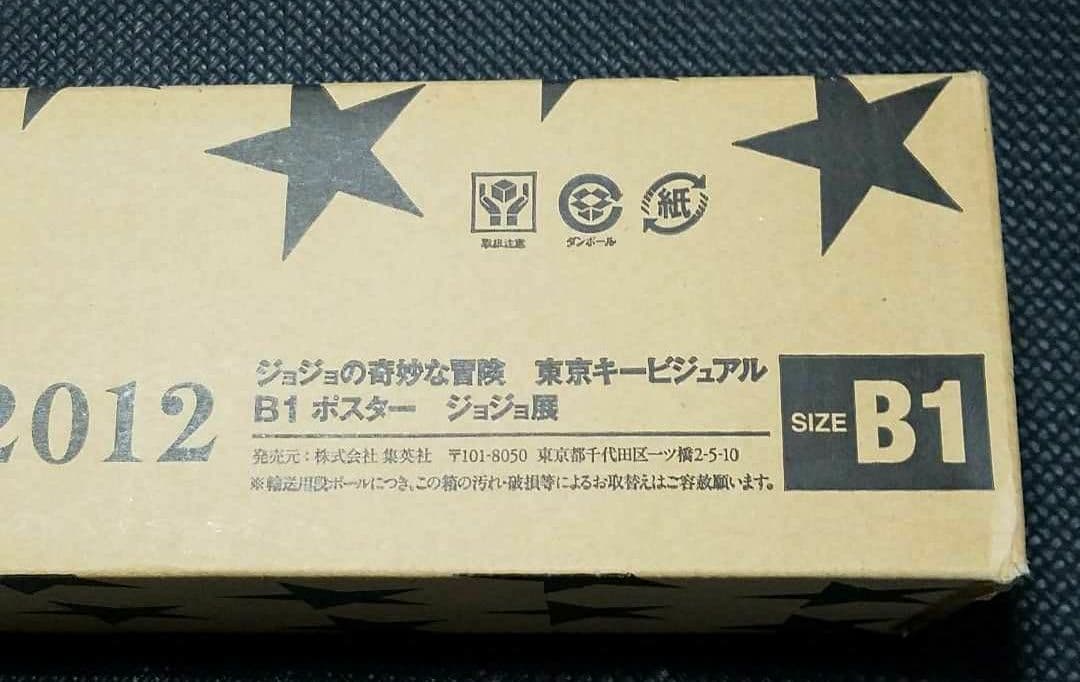 取扱注意 ダンボール 紙
2012
ジョジョの奇妙な冒険 東京キービジュアル
B1 ポスター ジョジョ展
発売元:株式会社 集英社 〒101-8050 東京都千代田区一ツ橋2-5-10
※輸送用段ボールにつき、この箱の汚れ・破損等によるお取替えはご容赦願います。
SIZE B1